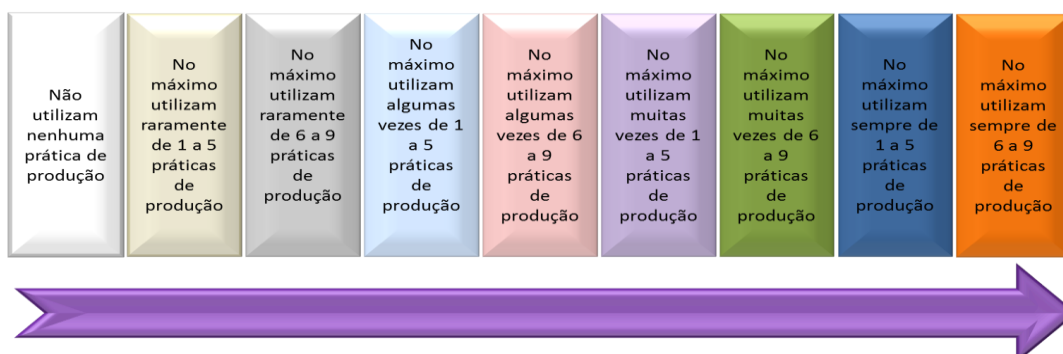 Não
utilizam
nenhuma
prática de
produção
No
máximo
utilizam
raramente
de 1 a 5
práticas
de
produção
No
máximo
utilizam
raramente
de 6 a 9
práticas
de
produção
No
máximo
utilizam
algumas
vezes de 1
a 5
práticas
de
produção
No
máximo
utilizam
algumas
vezes de 6
a 9
práticas
de
produção
No
máximo
utilizam
muitas
vezes de 1
a 5
práticas
de
produção
No
máximo
utilizam
muitas
vezes de 6
a 9
práticas
de
produção
No
máximo
utilizam
sempre de
1 a 5
práticas de
produção
No
máximo
utilizam
sempre de
6 a 9
práticas de
produção